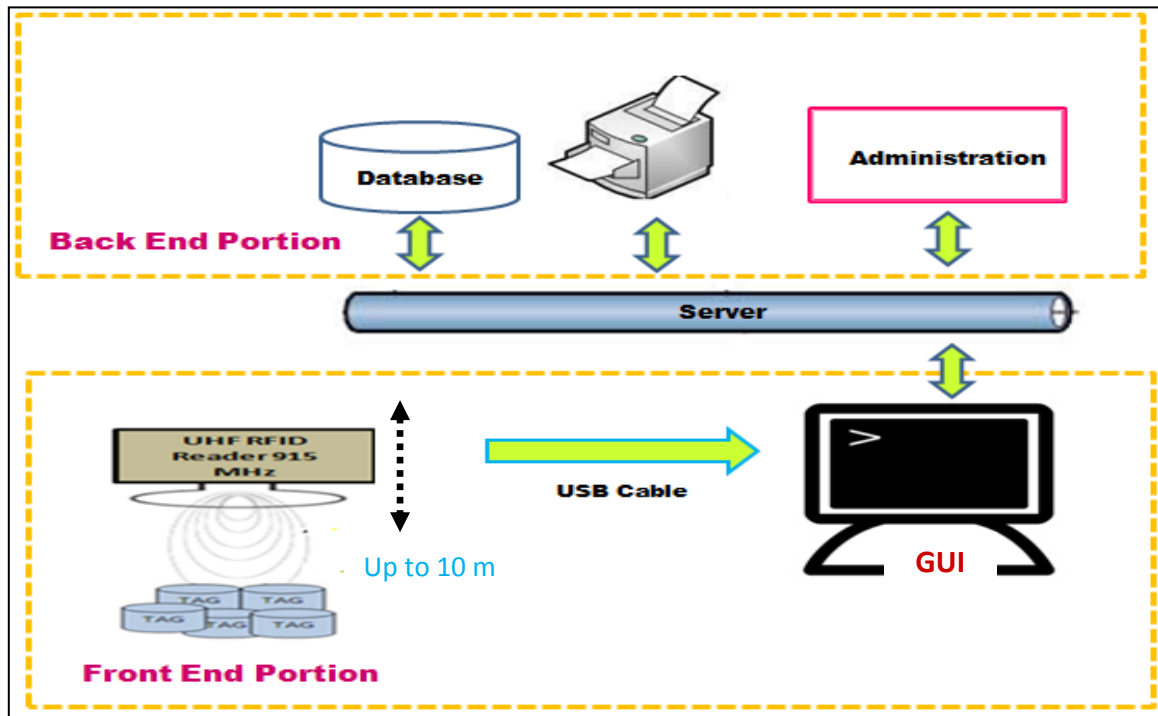 Database
Administration
Back End Portion
Server
UHF RFID
Reader 915
MHz
USB Cable
>
GUI
Up to 10 m
TAG
TAG
TAG
TAG
TAG
Front End Portion